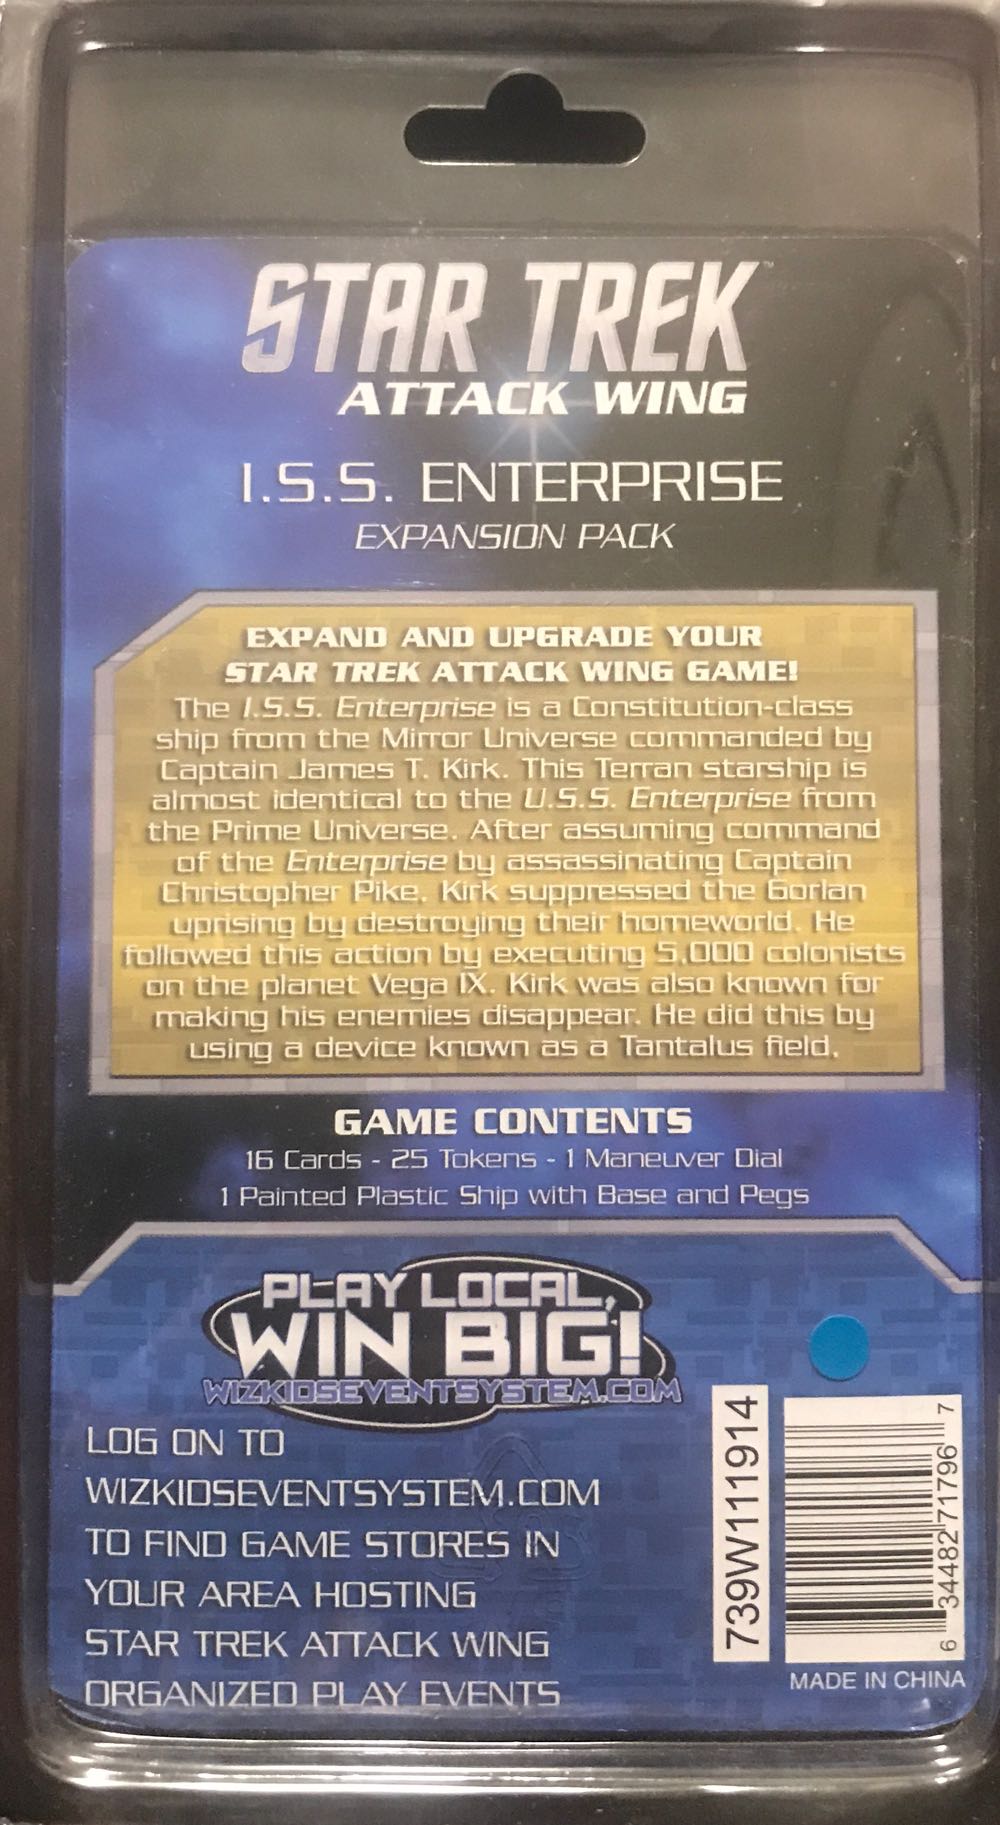 STAR TREK™
ATTACK WING
I.S.S. ENTERPRISE
EXPANSION PACK
EXPAND AND UPGRADE YOUR
STAR TREK ATTACK WING GAME!
The I.S.S. Enterprise is a Constitution-class
ship from the Mirror Universe commanded by
Captain James T. Kirk. This Terran starship is
almost identical to the U.S.S. Enterprise from
the Prime Universe. After assuming command
of the Enterprise by assassinating Captain
Christopher Pike, Kirk suppressed the Gorlan
uprising by destroying their homeworld. He
followed this action by executing 5,000 colonists
on the planet Vega IX. Kirk was also known for
making his enemies disappear. He did this by
using a device known as a Tantalus field.
GAME CONTENTS
16 Cards - 25 Tokens - 1 Maneuver Dial
1 Painted Plastic Ship with Base and Pegs
PLAY LOCAL,
WIN BIG!
WIZKIDSEVENTSYSTEM.COM
LOG ON TO
WIZKIDSEVENTSYSTEM.COM
TO FIND GAME STORES IN
YOUR AREA HOSTING
STAR TREK ATTACK WING
ORGANIZED PLAY EVENTS
739W111914
6 34482 71796 7
MADE IN CHINA